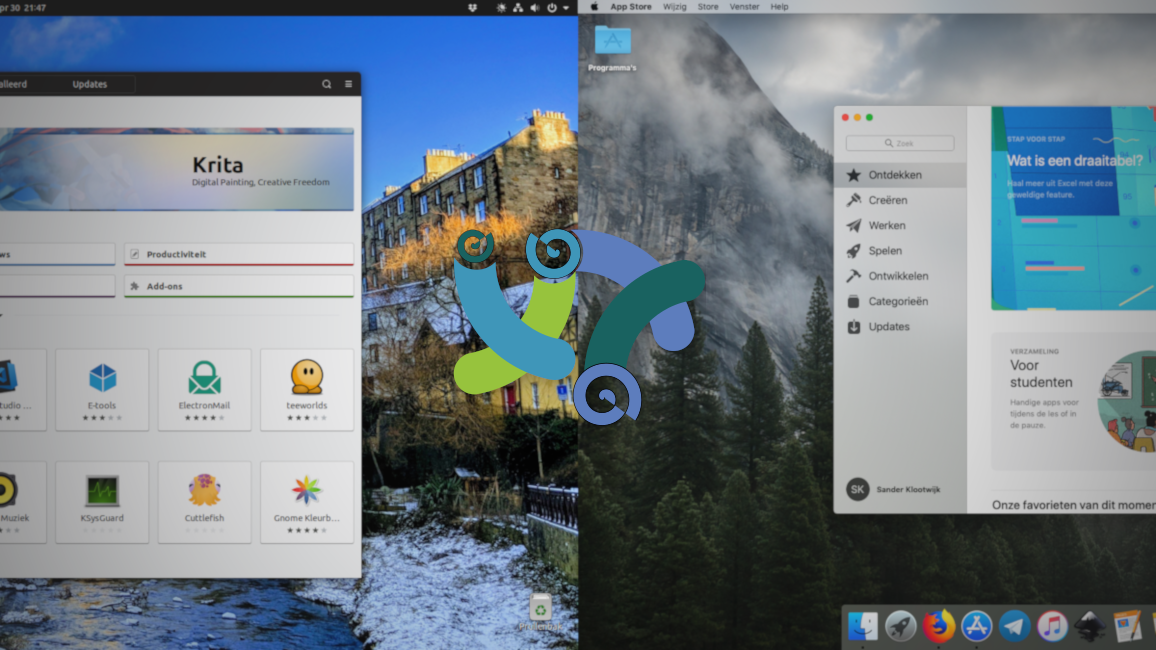 pr 30 21:47
alleerd
Updates
Krita
Digital Painting, Creative Freedom
ws
Productiviteit
Add-ons
tudio ...
E-tools
ElectronMail
teeworlds
Muziek
KSysGuard
Cuttlefish
Gnome Kleurb...
Prullenbak
App Store Wijzig Store Venster Help
Programma's
Zoek
Ontdekken
Creëren
Werken
Spelen
Ontwikkelen
Categorieën
Updates
SK
Sander Klootwijk
STAP VOOR STAP
Wat is een draaitabel?
Haal meer uit Excel met deze
geweldige feature.
VERZAMELING
Voor
studenten
Handige apps voor
tijdens de les of in
de pauze.
Onze favorieten van dit momen